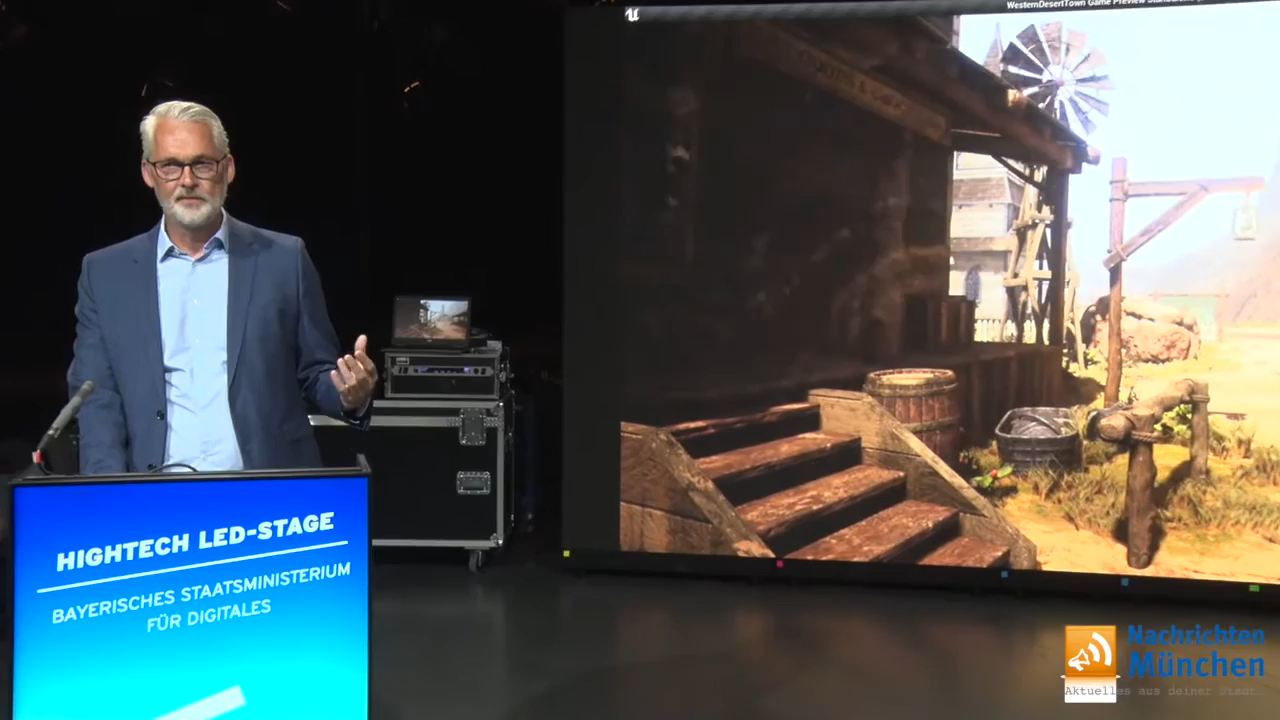 WesternDesertTown Game Preview
HIGHTECH LED-STAGE
BAYERISCHES STAATSMINISTERIUM
FÜR DIGITALES
Nachrichten
München
Aktuelles aus deiner Stadt